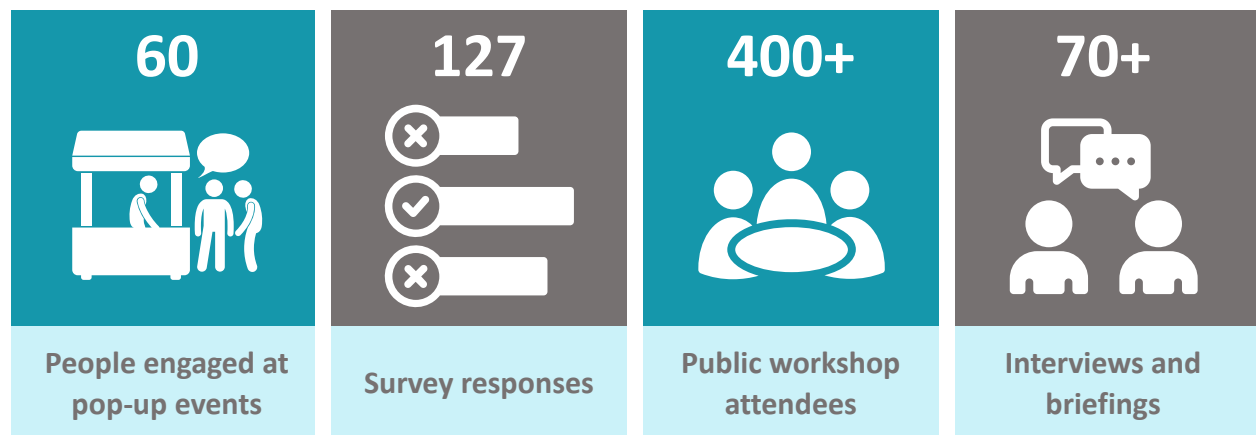 60
People engaged at
pop-up events
127
Survey responses
400+
Public workshop
attendees
70+
Interviews and
briefings